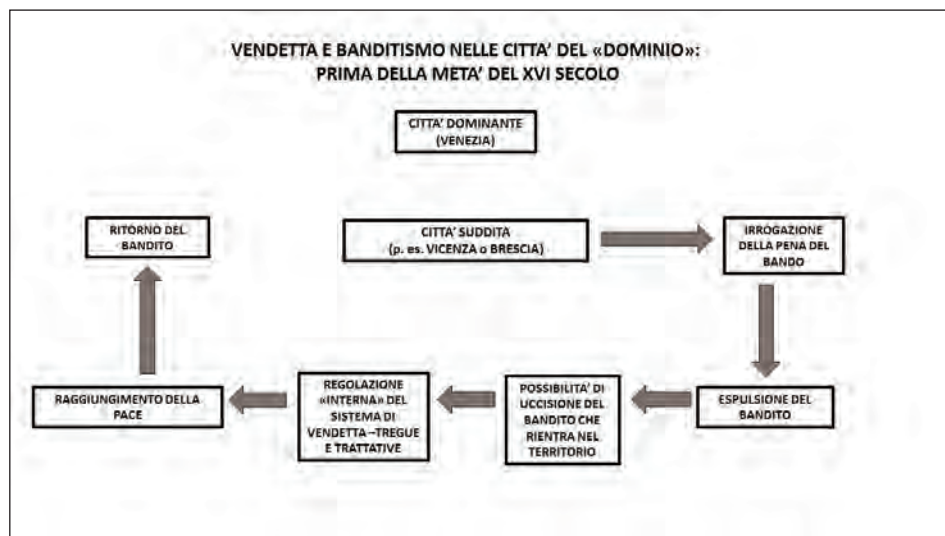 VENDETTA E BANDITISMO NELLE CITTA' DEL «DOMINIO»:
PRIMA DELLA META' DEL XVI SECOLO
CITTA' DOMINANTE
(VENEZIA)
RITORNO DEL
BANDITO
CITTA' SUDDITA
(p. es. VICENZA o BRESCIA)
IRROGAZIONE
DELLA PENA DEL
BANDO
RAGGIUNGIMENTO DELLA
PACE
REGOLAZIONE
«INTERNA» DEL
SISTEMA DI
VENDETTA –TREGUE
E TRATTATIVE
POSSIBILITA' DI
UCCISIONE DEL
BANDITO CHE
RIENTRA NEL
TERRITORIO
ESPULSIONE DEL
BANDITO